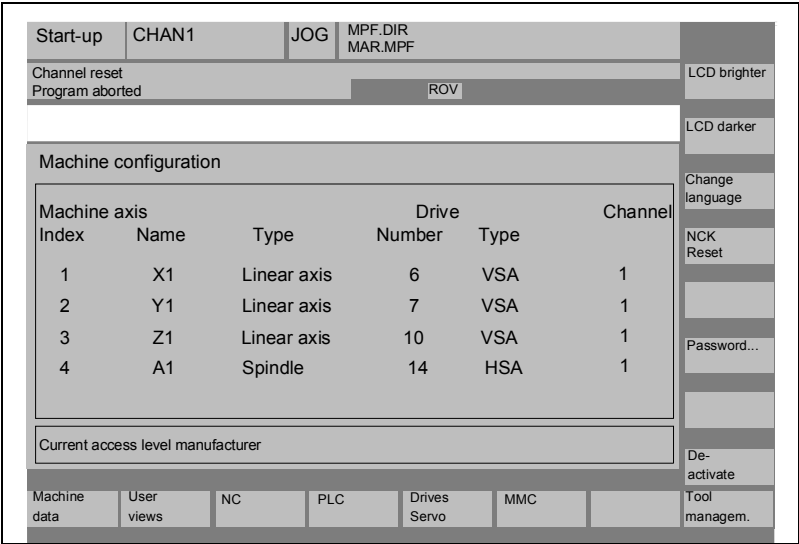 Start-up CHAN1 JOG MPF.DIR
MAR.MPF
Channel reset
Program aborted ROV
LCD brighter
LCD darker
Machine configuration
Change
language
Machine axis Drive Channel
Index Name Type Number Type
NCK
Reset
1 X1 Linear axis 6 VSA 1
2 Y1 Linear axis 7 VSA 1
3 Z1 Linear axis 10 VSA 1
Password...
4 A1 Spindle 14 HSA 1
Current access level manufacturer
De-
activate
Machine
data
User
views
NC
PLC
Drives
Servo
MMC
Tool
managem.